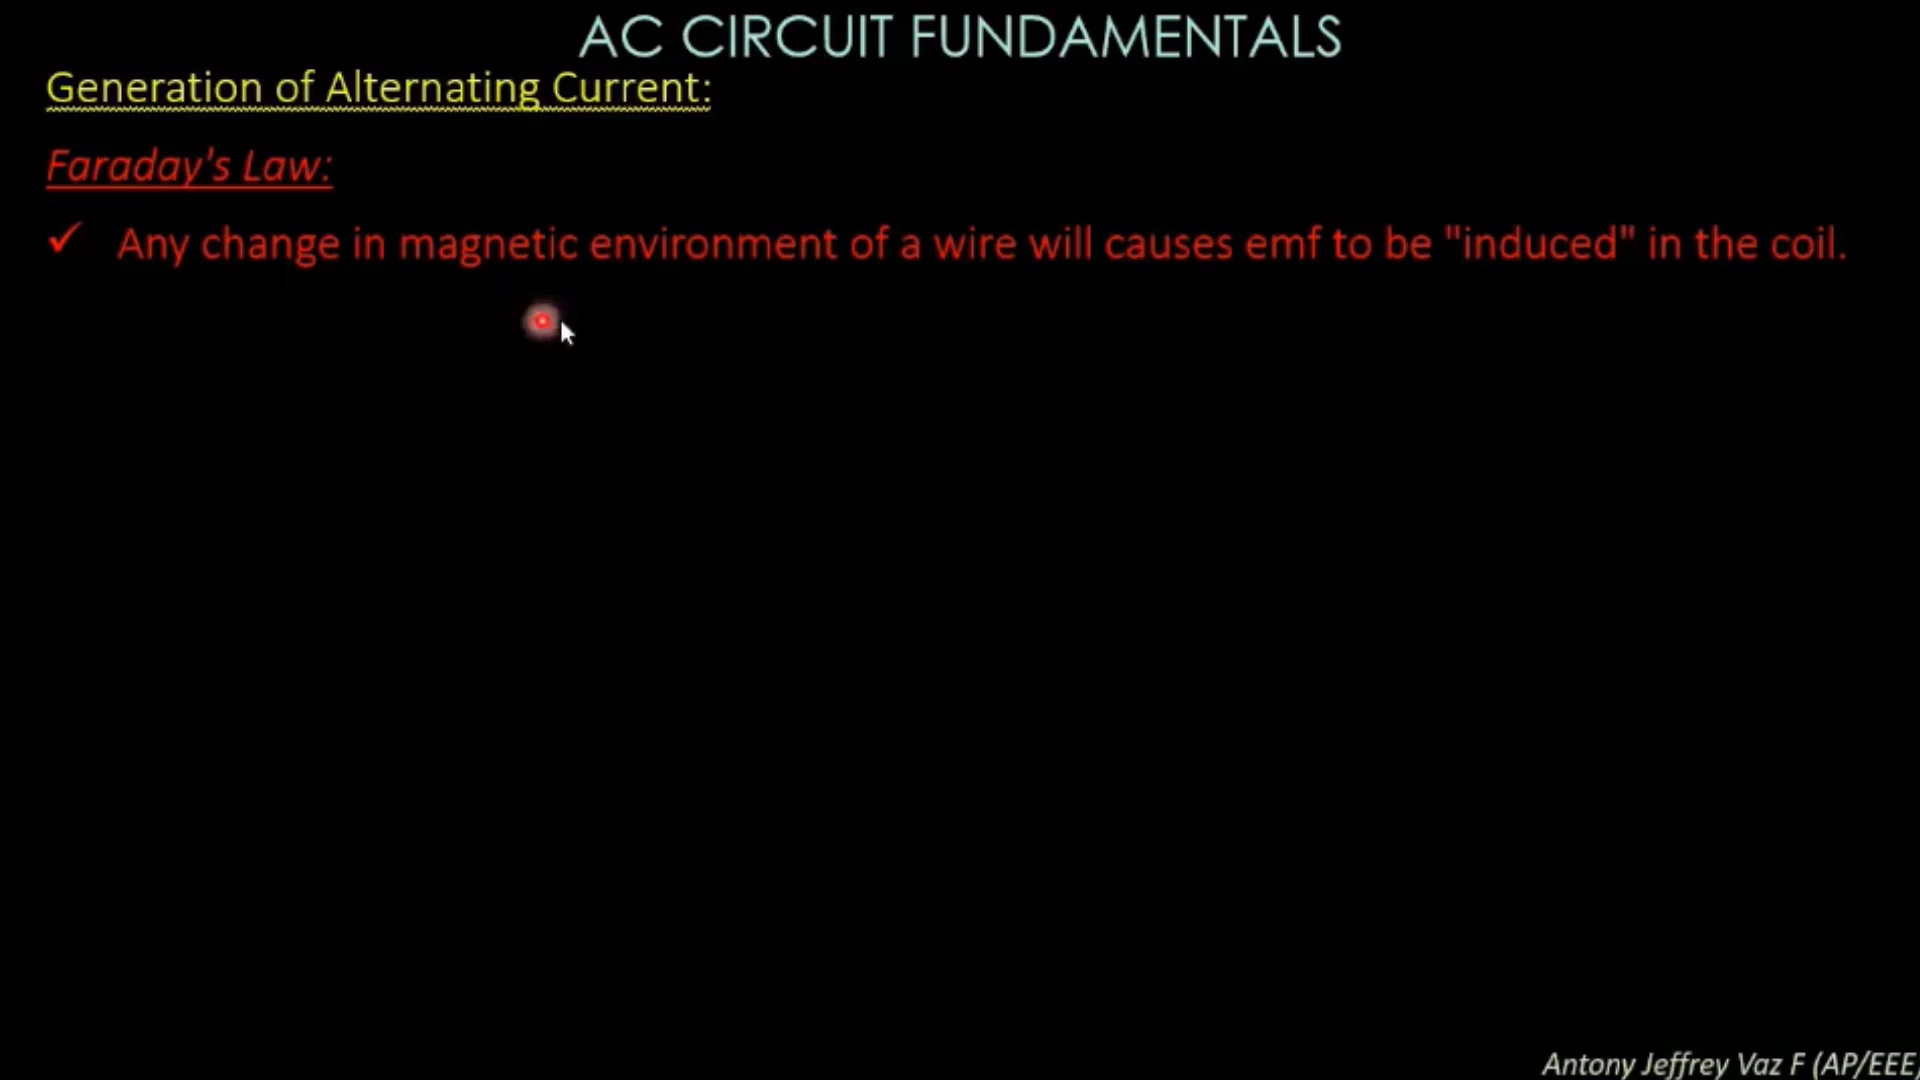 AC CIRCUIT FUNDAMENTALS
Generation of Alternating Current:
Faraday's Law:
✓ Any change in magnetic environment of a wire will causes emf to be "induced" in the coil.
Antony Jeffrey Vaz F (AP/EEE)